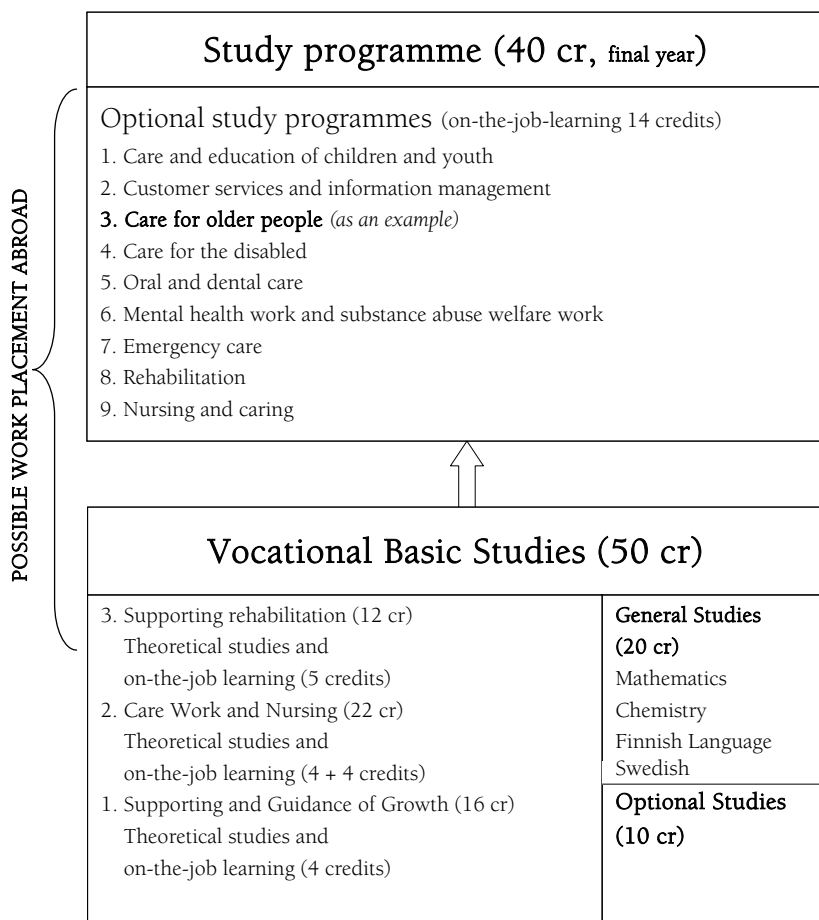 Study programme (40 cr, final year)
Optional study programmes (on-the-job-learning 14 credits)
1. Care and education of children and youth
2. Customer services and information management
3. Care for older people (as an example)
4. Care for the disabled
5. Oral and dental care
6. Mental health work and substance abuse welfare work
7. Emergency care
8. Rehabilitation
9. Nursing and caring
POSSIBLE WORK PLACEMENT ABROAD
Vocational Basic Studies (50 cr)
3. Supporting rehabilitation (12 cr)
Theoretical studies and
on-the-job learning (5 credits)
2. Care Work and Nursing (22 cr)
Theoretical studies and
on-the-job learning (4 + 4 credits)
1. Supporting and Guidance of Growth (16 cr)
Theoretical studies and
on-the-job learning (4 credits)
General Studies
(20 cr)
Mathematics
Chemistry
Finnish Language
Swedish
Optional Studies
(10 cr)